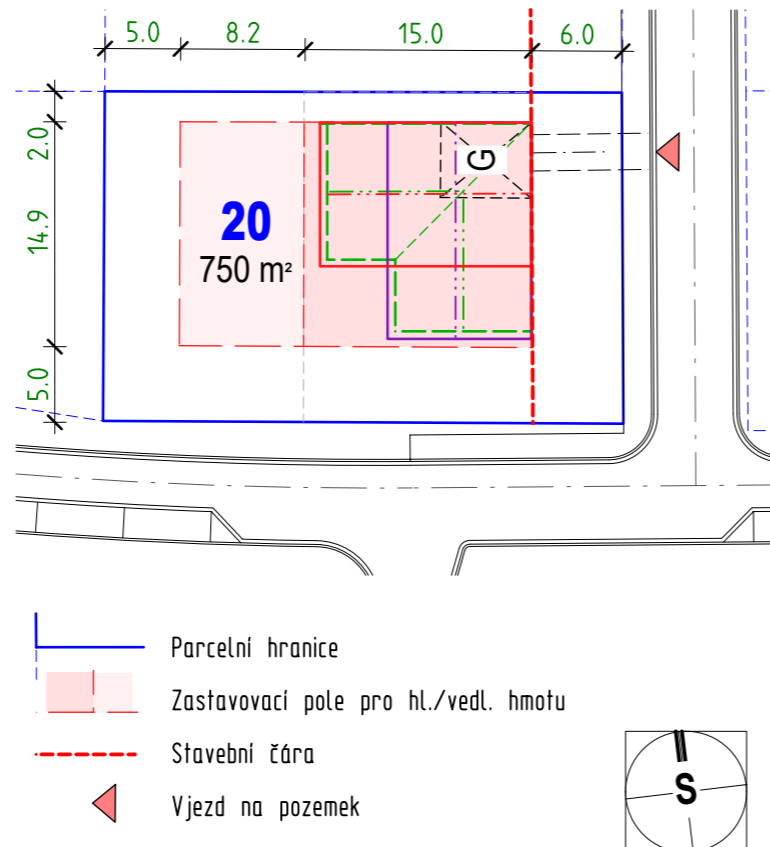 5.0 8.2 15.0 6.0
2.0
14.9
5.0
G
20
750 m²
Parcelní hranice
Zastavovací pole pro hl./vedl. hmotu
Stavební čára
Vjezd na pozemek
S